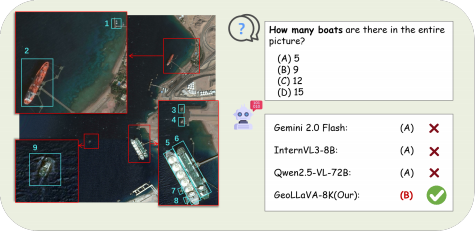 1
2
3
4
5
6
7
8
9
?
How many boats are there in the entire
picture?
(A) 5
(B) 9
(C) 12
(D) 15
Gemini 2.0 Flash: (A)
InternVL3-8B: (A)
Qwen2.5-VL-72B: (A)
GeoLLaVA-8K(Our): (B)